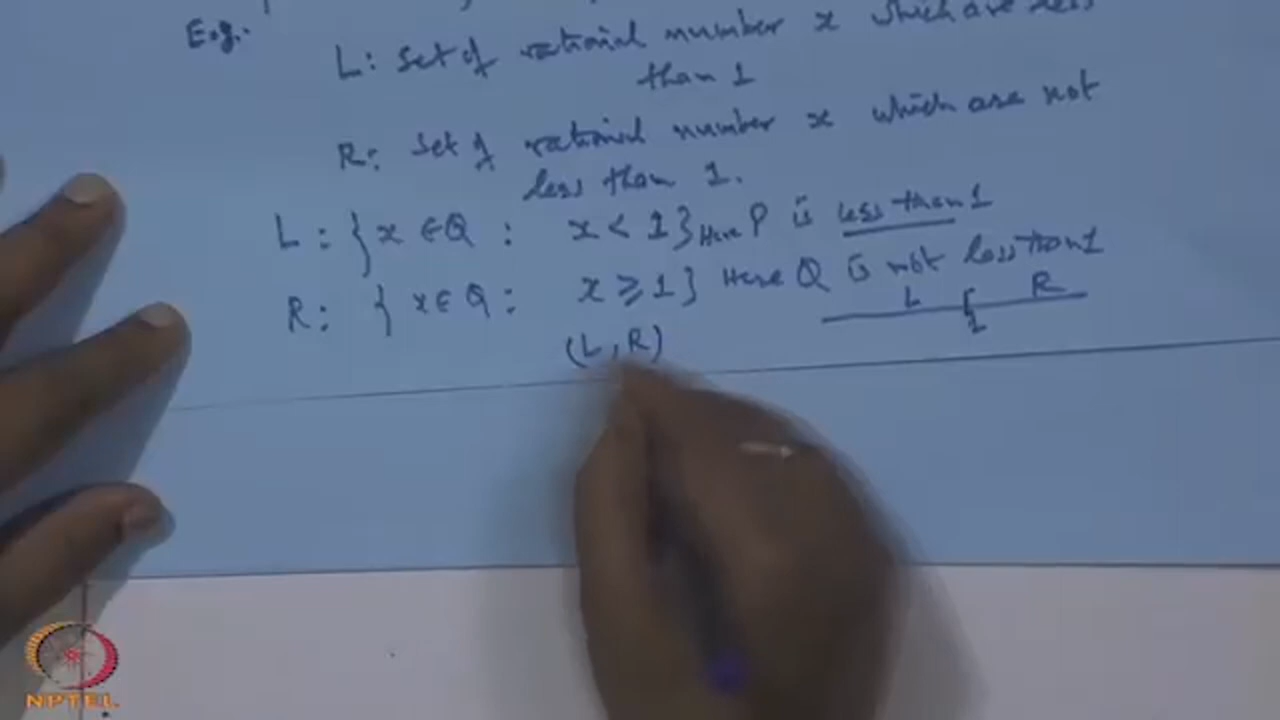 E.g.
L: Set of rational number x which are less
than 1
R: Set of rational number x which are not
less than 1.
L: { x ∈ Q : x < 1 } Here P is less than 1
R: { x ∈ Q : x ⩾ 1 } Here Q is not less than 1
L R
1
(L, R)
NPTEL